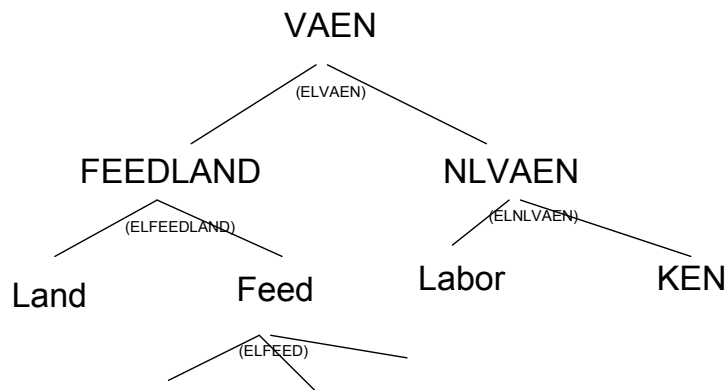 VAEN
(ELVAEN)
FEEDLAND NLVAEN
(ELFEEDLAND) (ELNLVAEN)
Land Feed Labor KEN
(ELFEED)